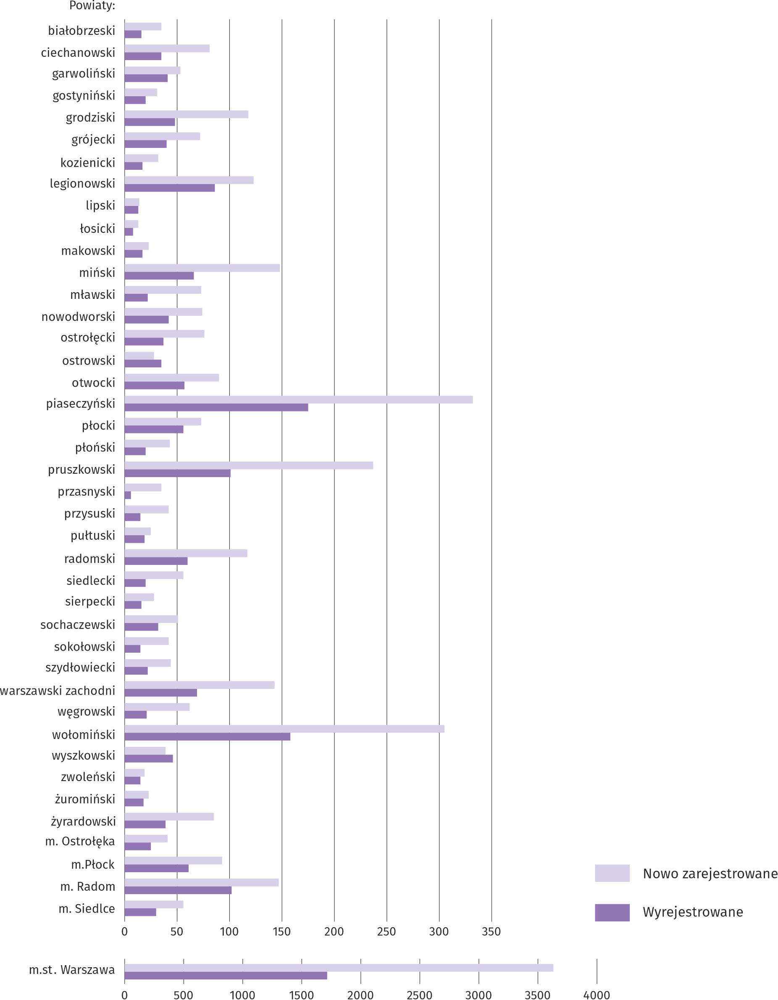 Powiaty:
białobrzeski
ciechanowski
garwoliński
gostyniński
grodziski
grójecki
kozienicki
legionowski
lipski
łosicki
makowski
miński
mławski
nowodworski
ostrołęcki
ostrowski
otwocki
piaseczyński
płocki
płoński
pruszkowski
przasnyski
przysuski
pułtuski
radomski
siedlecki
sierpecki
sochaczewski
sokołowski
szydłowiecki
warszawski zachodni
węgrowski
wołomiński
wyszkowski
zwoleński
żuromiński
żyrardowski
m. Ostrołęka
m.Płock
m. Radom
m. Siedlce
0 50 100 150 200 250 300 350
Nowo zarejestrowane
Wyrejestrowane
m.st. Warszawa
0 500 1000 1500 2000 2500 3000 3500 4000